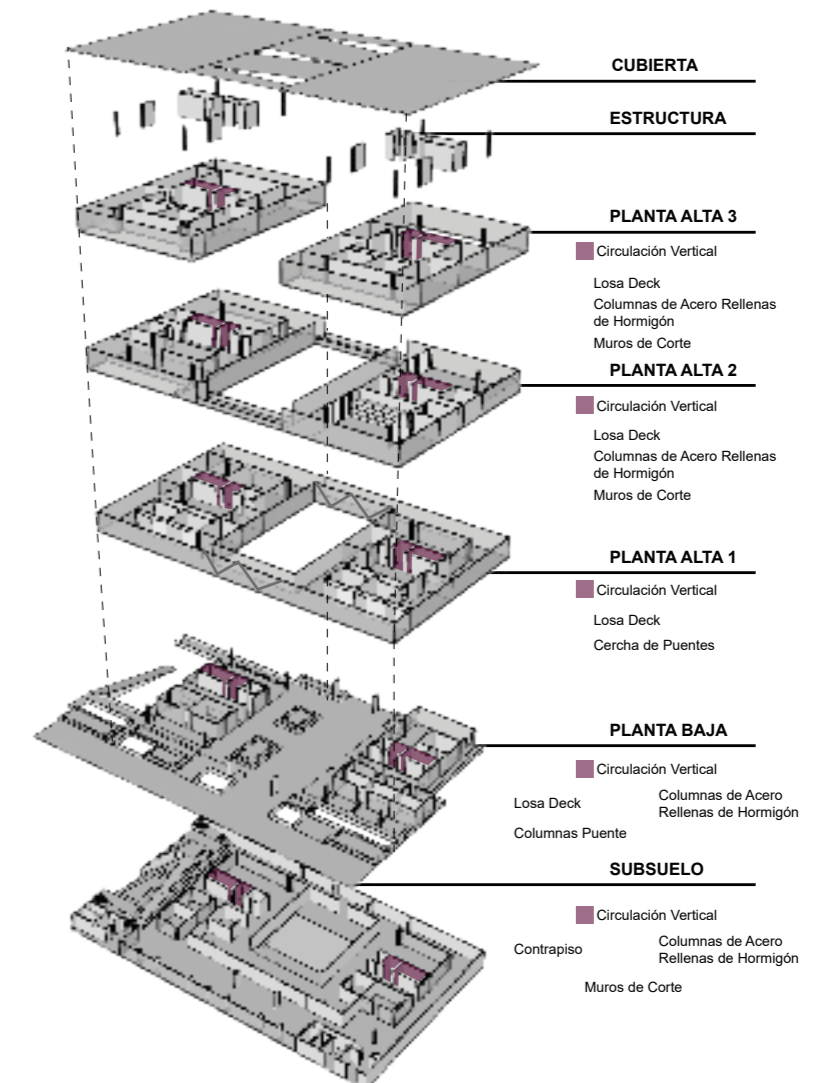 CUBIERTA
ESTRUCTURA
PLANTA ALTA 3
Circulación Vertical
Losa Deck
Columnas de Acero Rellenas
de Hormigón
Muros de Corte
PLANTA ALTA 2
Circulación Vertical
Losa Deck
Columnas de Acero Rellenas
de Hormigón
Muros de Corte
PLANTA ALTA 1
Circulación Vertical
Losa Deck
Cercha de Puentes
PLANTA BAJA
Circulación Vertical
Losa Deck
Columnas de Acero
Rellenas de Hormigón
Columnas Puente
SUBSUELO
Circulación Vertical
Contrapiso
Columnas de Acero
Rellenas de Hormigón
Muros de Corte